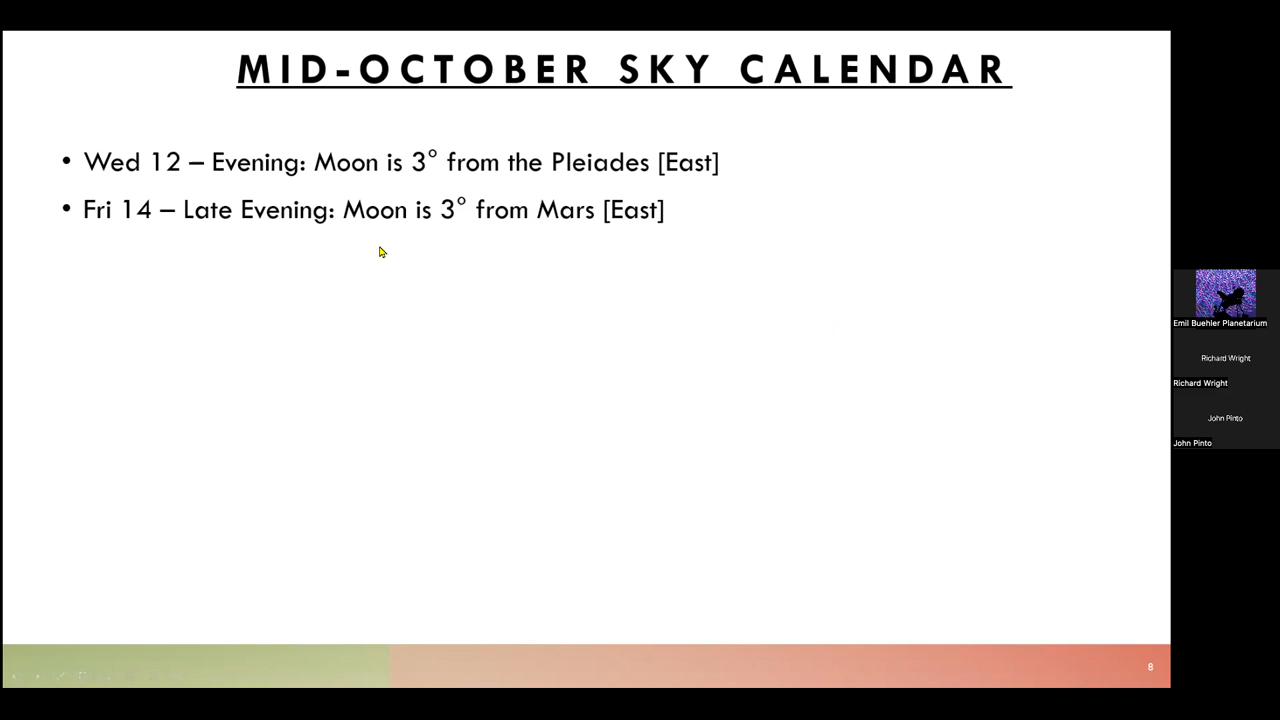 MID-OCTOBER SKY CALENDAR
• Wed 12 – Evening: Moon is 3° from the Pleiades [East]
• Fri 14 – Late Evening: Moon is 3° from Mars [East]
Emil Buehler Planetarium
Richard Wright
Richard Wright
John Pinto
John Pinto
8